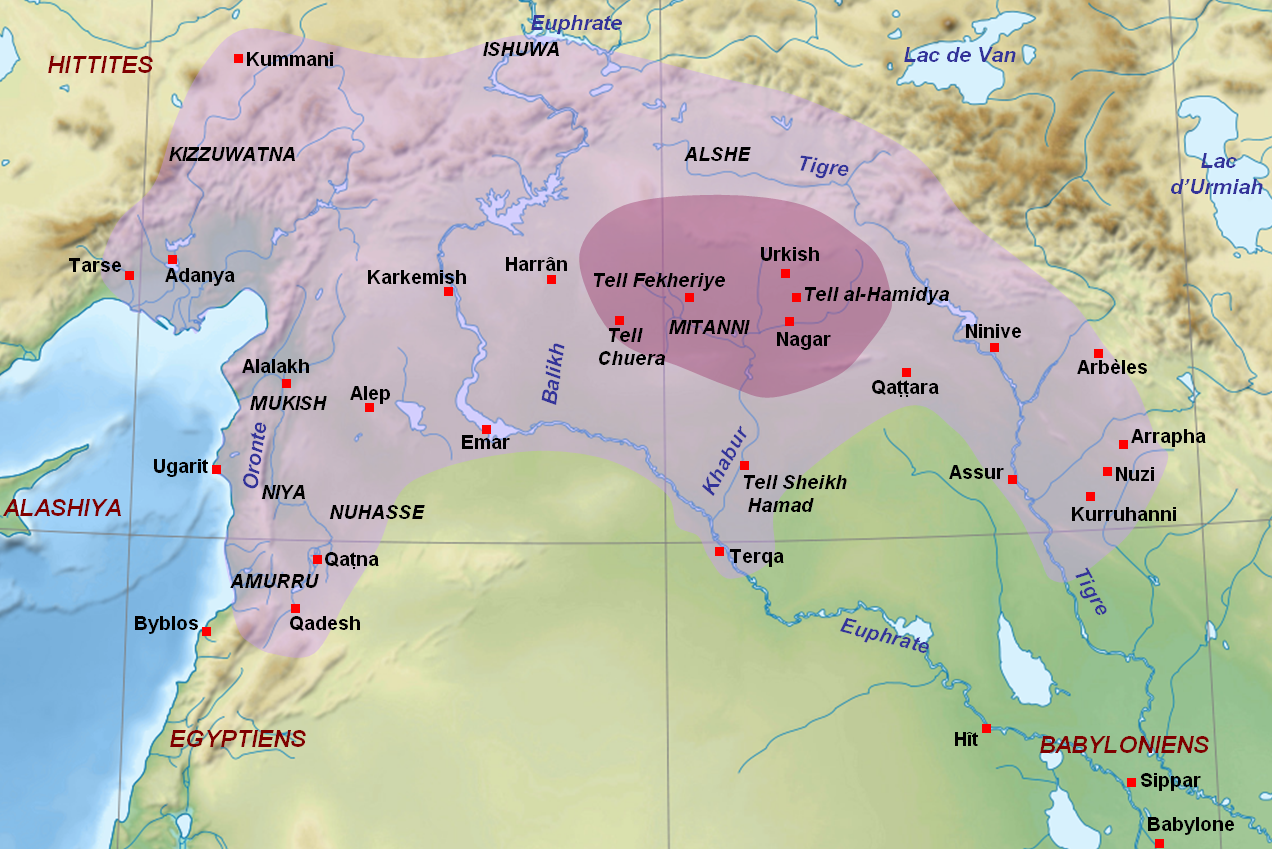 Euphrate
ISHUWA
HITTITES
Kummani
Lac de Van
KIZZUWATNA
ALSHE
Tigre
Lac
d'Urmiah
Tarse
Adanya
Karkemish
Harrân
Urkish
Tell Fekheriye
Tell al-Hamidya
MITANNI
Nagar
Tell
Chuera
Ninive
Arbèles
Alalakh
MUKISH
Alep
Balikh
Qaṭṭara
Emar
Oronte
Ugarit
Khabur
Arrapha
Assur
Nuzi
Tell Sheikh
Hamad
Kurruhanni
NIYA
NUHASSE
ALASHIYA
Qaṭna
Terqa
AMURRU
Tigre
Byblos
Qadesh
Euphrate
EGYPTIENS
Hît
BABYLONIENS
Sippar
Babylone